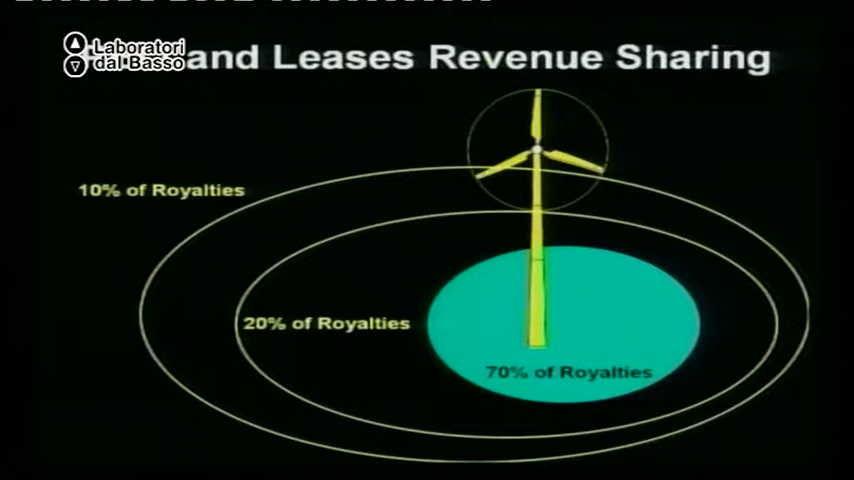 Laboratori
dal Basso
and Leases Revenue Sharing
10% of Royalties
20% of Royalties
70% of Royalties